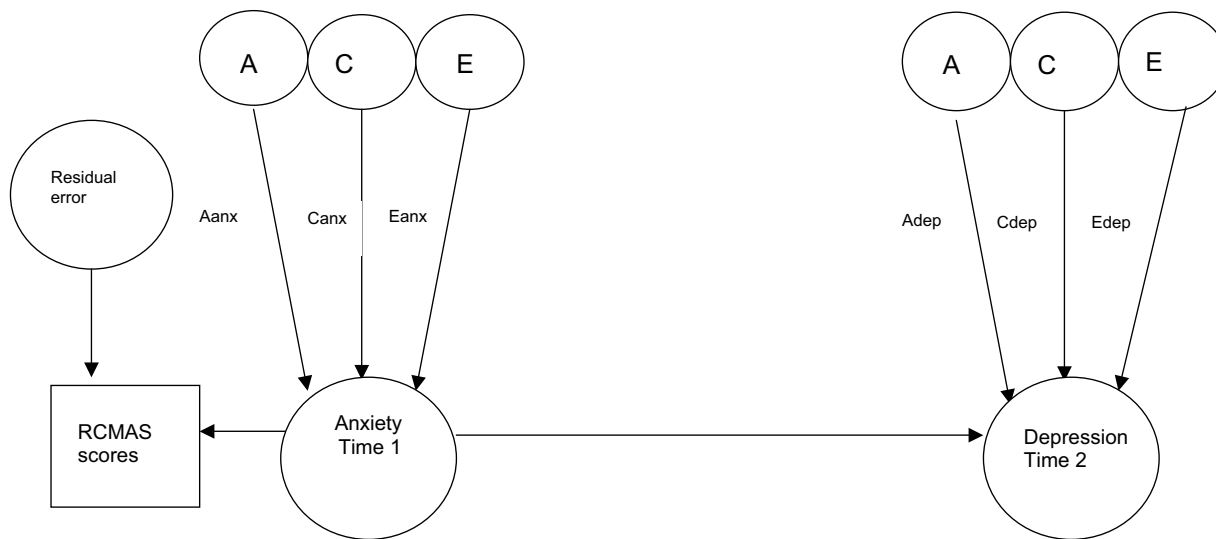 A
C
E
A
C
E
Residual
error
Aanx
Canx
Eanx
Adep
Cdep
Edep
RCMAS
scores
Anxiety
Time 1
Depression
Time 2